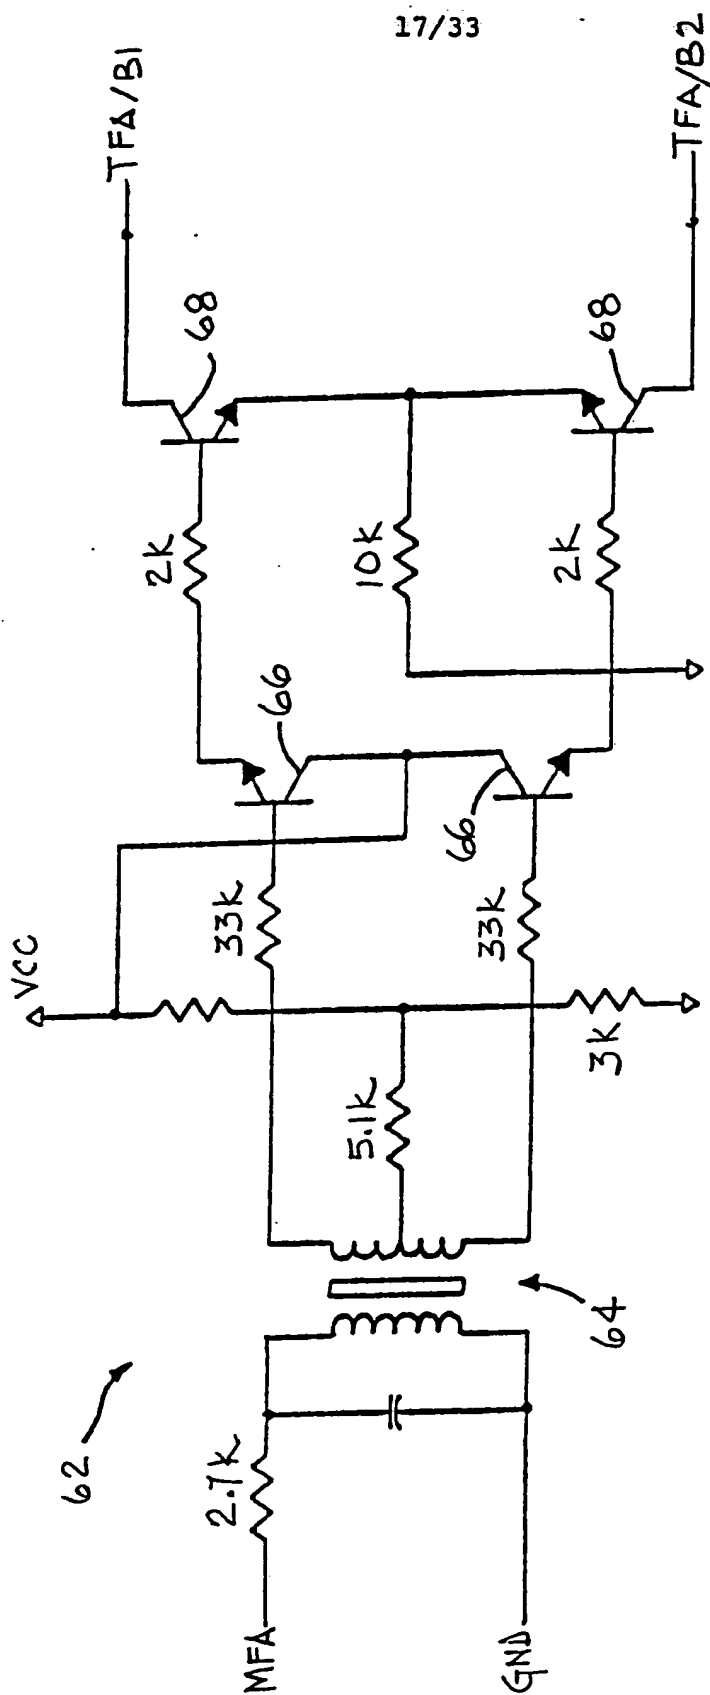 17/33
62
MFA
GND
2.7K
64
5.1K
VCC
3K
33K
33K
66
66
2K
10K
2K
68
68
TFA/B1
TFA/B2